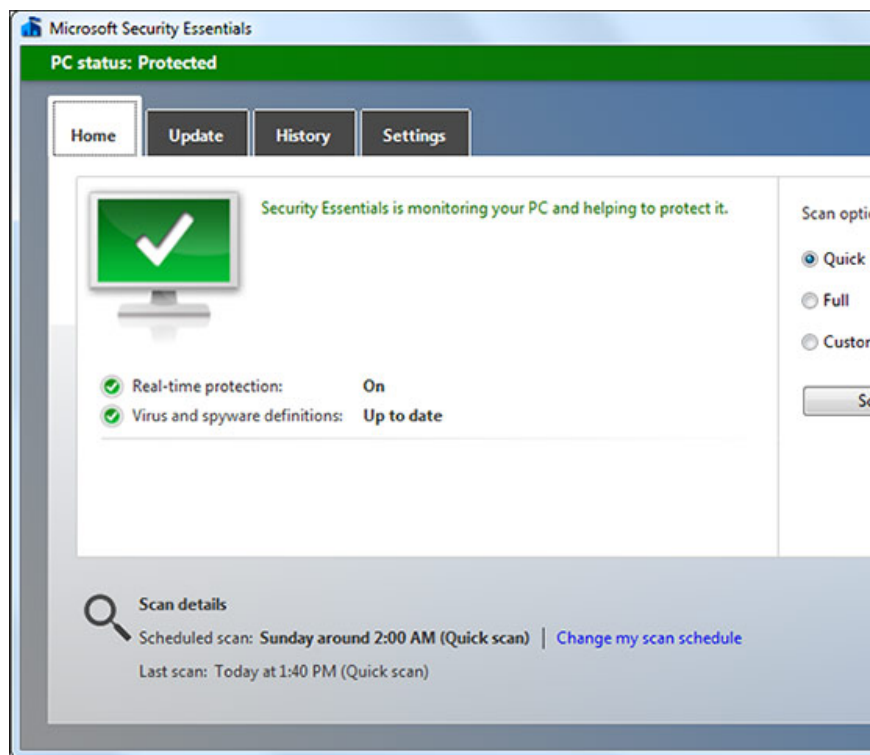 Microsoft Security Essentials
PC status: Protected
Home Update History Settings
Security Essentials is monitoring your PC and helping to protect it.
Scan
Quick
Full
Real-time protection: On
Virus and spyware definitions: Up to date
Scan details
Scheduled scan: Sunday around 2:00 AM (Quick scan) | Change my scan schedule
Last scan: Today at 1:40 PM (Quick scan)